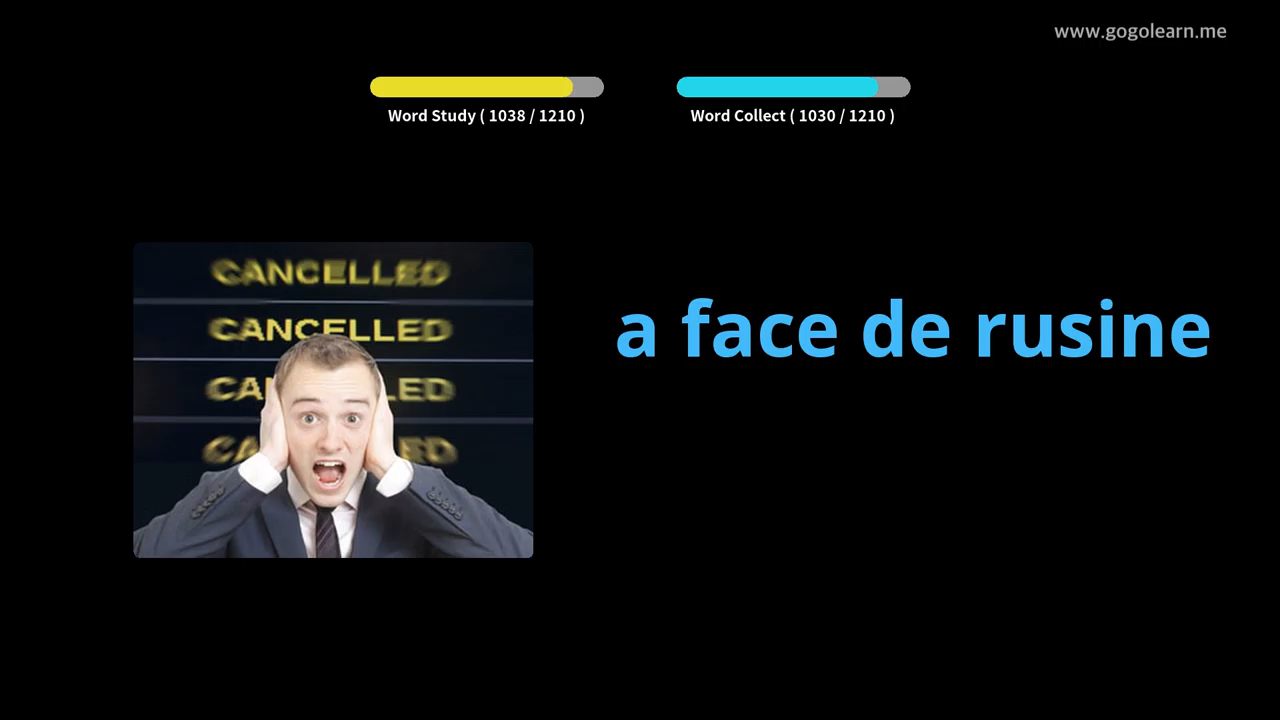 www.gogolearn.me
Word Study ( 1038 / 1210 )
Word Collect ( 1030 / 1210 )
CANCELLED
CANCELLED
a face de rusine